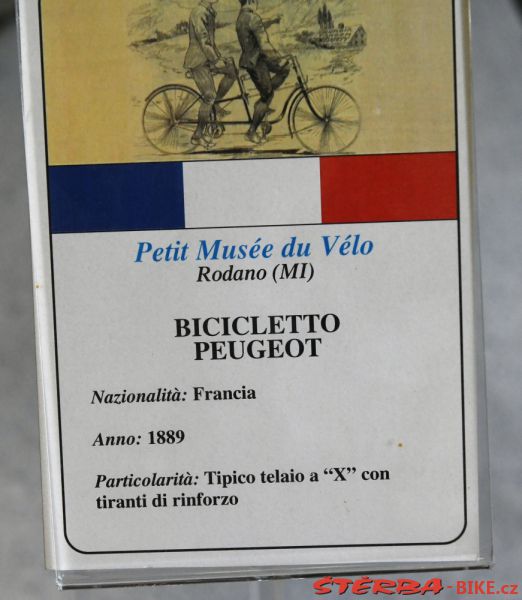 Petit Musée du Vélo
Rodano (MI)
BICICLETTO
PEUGEOT
Nazionalità: Francia
Anno: 1889
Particolarità: Tipico telaio a “X” con
tiranti di rinforzo
ŠTĚRBA-BIKE.cz